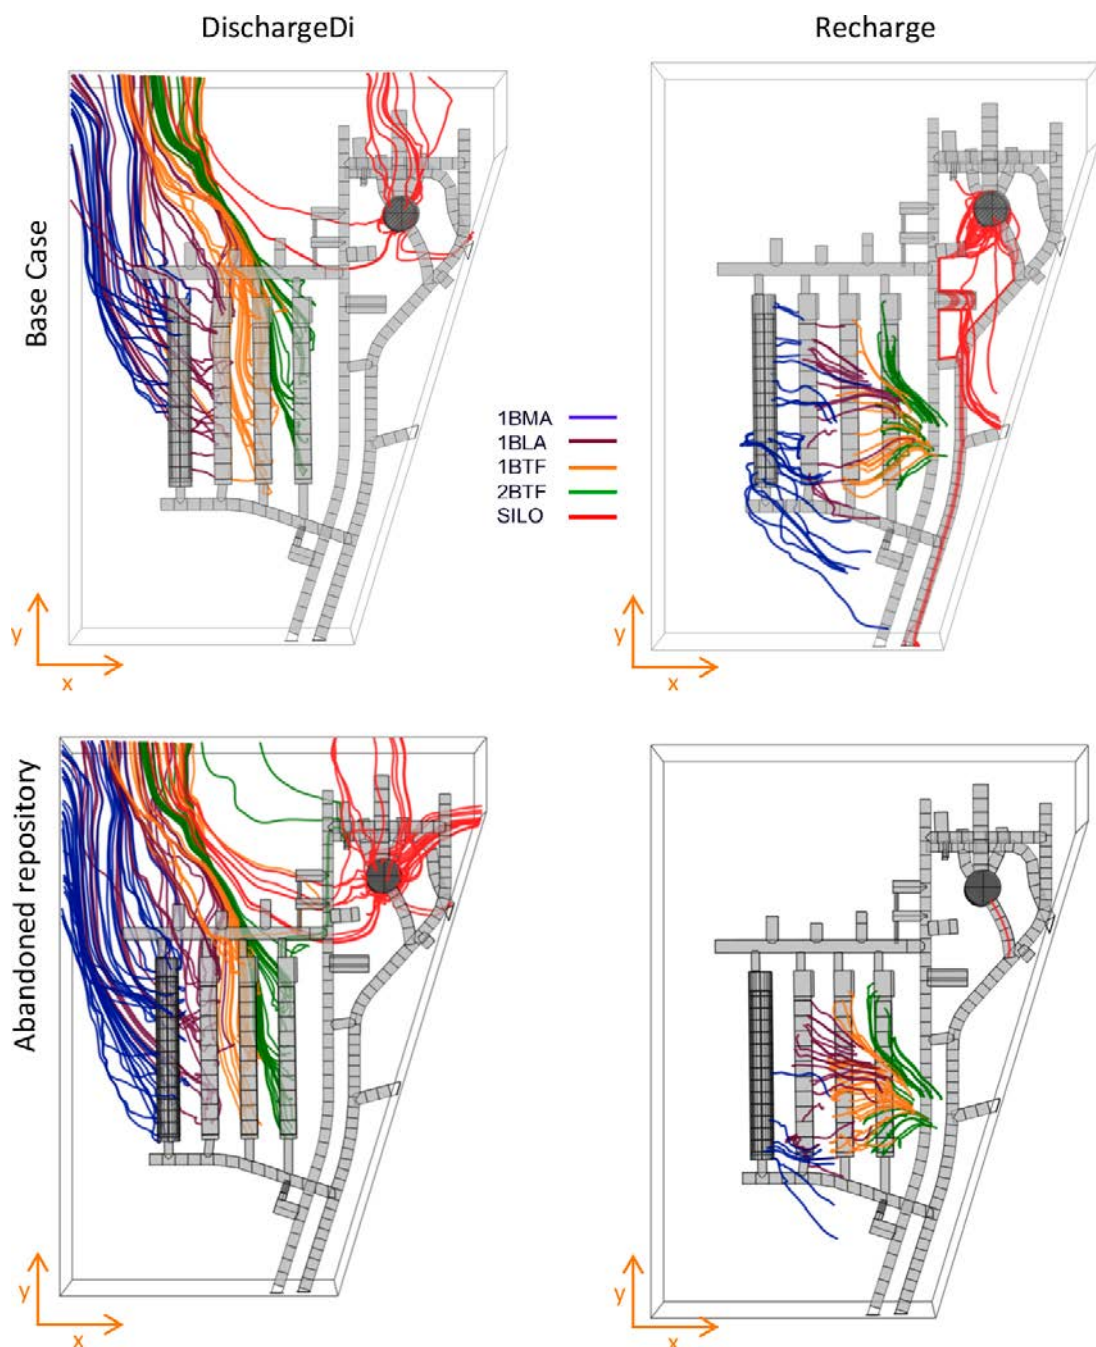 DischargeDi
Recharge
Base Case
1BMA
1BLA
1BTF
2BTF
SILO
y
x
y
x
Abandoned repository
y
x
y
x